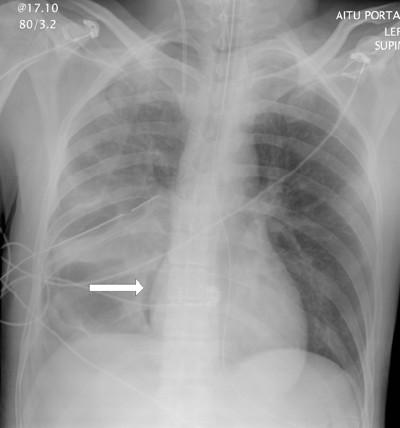 @17.10
80/3.2
AITU PORTA
LEF
SUPIN